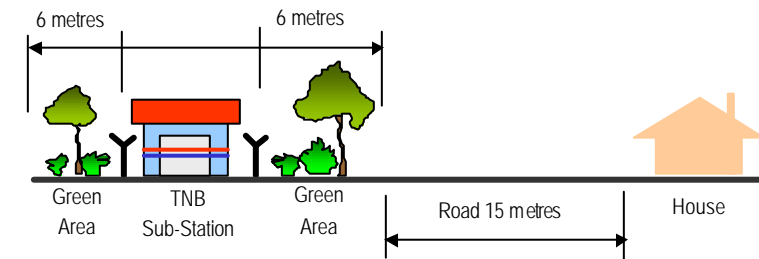 6 metres
6 metres
Green
Area
TNB
Sub-Station
Green
Area
Road 15 metres
House